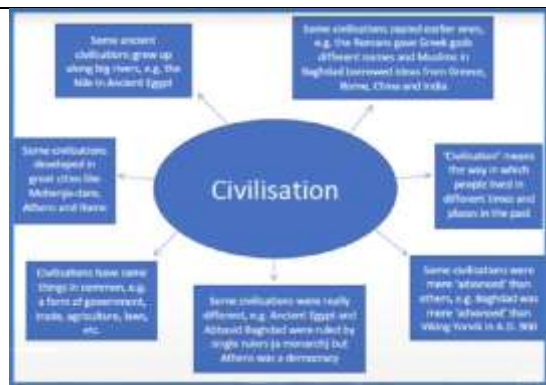 Some ancient
civilisations grew up
along big rivers, e.g. the
Nile in Ancient Egypt
Some civilisations copied earlier ones,
e.g. the Romans gave Greek gods
different names and Muslims in
Baghdad borrowed ideas from Greece,
Rome, China and India
Some civilisations
developed in
great cities like
Mohenjo-daro,
Athens and Rome
Civilisation
'Civilisation' means
the way in which
people lived in
different times and
places in the past
Civilisations have some
things in common, e.g.
a form of government,
trade, agriculture, laws,
etc.
Some civilisations were really
different, e.g. Ancient Egypt and
Abbasid Baghdad were ruled by
single rulers (a monarch) but
Athens was a democracy
Some civilisations were
more 'advanced' than
others, e.g. Baghdad was
more 'advanced' than
Viking Yorvik in A.D. 900